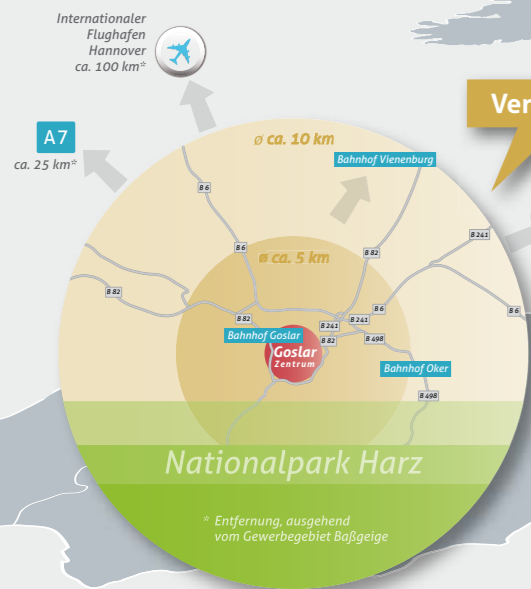 Internationaler
Flughafen
Hannover
ca. 100 km*
A7
ca. 25 km*
Ver
ø ca. 10 km
Bahnhof Vienenburg
B 6
B 241
B 6
B 82
ø ca. 5 km
B 82
B 6
B 6
B 82
B 241
B 241
Bahnhof Goslar
B 82
B 498
Goslar
Zentrum
Bahnhof Oker
B 498
Nationalpark Harz
* Entfernung, ausgehend
vom Gewerbegebiet Baßgeige